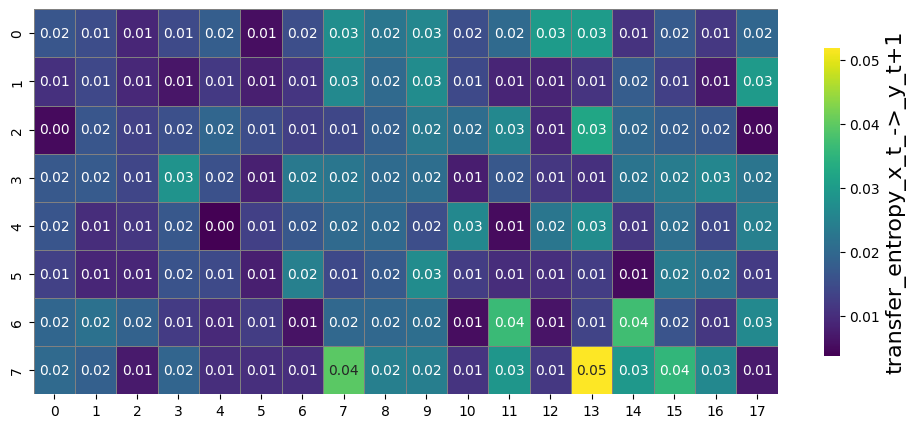 0 0.02 0.01 0.01 0.01 0.02 0.01 0.02 0.03 0.02 0.03 0.02 0.02 0.03 0.03 0.01 0.02 0.01 0.02
1 0.01 0.01 0.01 0.01 0.01 0.01 0.01 0.03 0.02 0.03 0.01 0.01 0.01 0.01 0.02 0.01 0.01 0.03
2 0.00 0.02 0.01 0.02 0.02 0.01 0.01 0.01 0.02 0.02 0.02 0.03 0.01 0.03 0.02 0.02 0.02 0.00
3 0.02 0.02 0.01 0.03 0.02 0.01 0.02 0.02 0.02 0.02 0.01 0.02 0.01 0.01 0.02 0.02 0.03 0.02
4 0.02 0.01 0.01 0.02 0.00 0.01 0.02 0.02 0.02 0.02 0.03 0.01 0.02 0.03 0.01 0.02 0.01 0.02
5 0.01 0.01 0.01 0.02 0.01 0.01 0.02 0.01 0.02 0.03 0.01 0.01 0.01 0.01 0.01 0.02 0.02 0.01
6 0.02 0.02 0.02 0.01 0.01 0.01 0.01 0.02 0.02 0.02 0.01 0.04 0.01 0.01 0.04 0.02 0.01 0.03
7 0.02 0.02 0.01 0.02 0.01 0.01 0.01 0.04 0.02 0.02 0.01 0.03 0.01 0.05 0.03 0.04 0.03 0.01
0 1 2 3 4 5 6 7 8 9 10 11 12 13 14 15 16 17
0.05
0.04
0.03
0.02
0.01
transfer_entropy_x_t_->_y_t+1